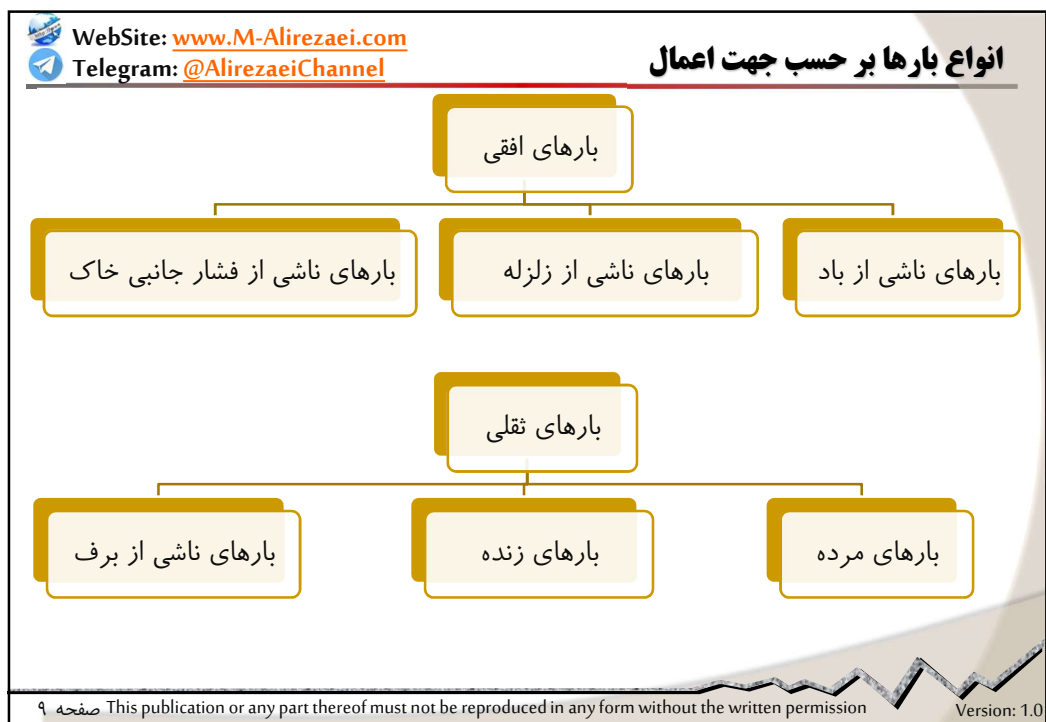 WebSite: www.M-Alirezaei.com
Telegram: @AlirezaeiChannel
انواع بارها بر حسب جهت اعمال
بارهای افقی
بارهای ناشی از باد
بارهای ناشی از زلزله
بارهای ناشی از فشار جانبی خاک
بارهای ثقلی
بارهای مرده
بارهای زنده
بارهای ناشی از برف
صفحه ۹ This publication or any part thereof must not be reproduced in any form without the written permission
Version: 1.0